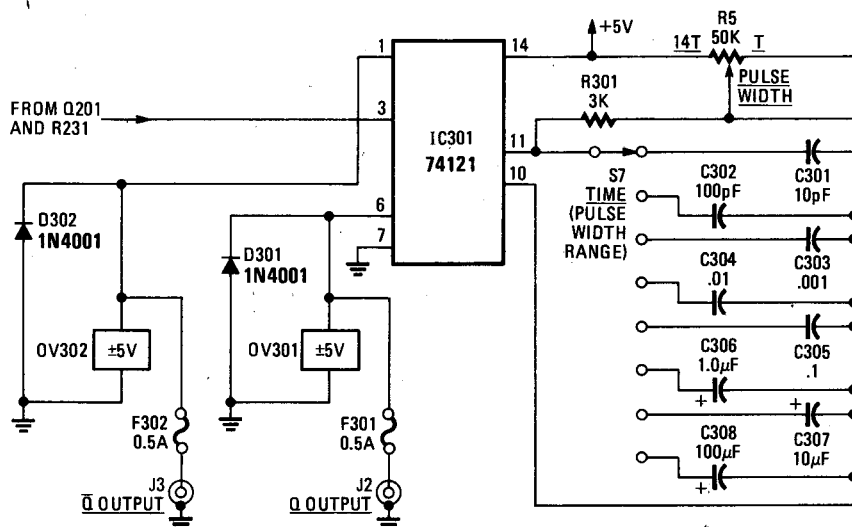 +5V
R5
50K
14T
T
PULSE
WIDTH
R301
3K
1
14
3
11
10
6
7
IC301
74121
FROM Q201
AND R231
D302
1N4001
D301
1N4001
OV302
±5V
OV301
±5V
F302
0.5A
F301
0.5A
J3
Q̅ OUTPUT
J2
Q OUTPUT
S7
TIME
(PULSE
WIDTH
RANGE)
C302
100pF
C301
10pF
C304
.01
C303
.001
C306
1.0µF
+
C305
.1
+
C308
100µF
+
C307
10µF